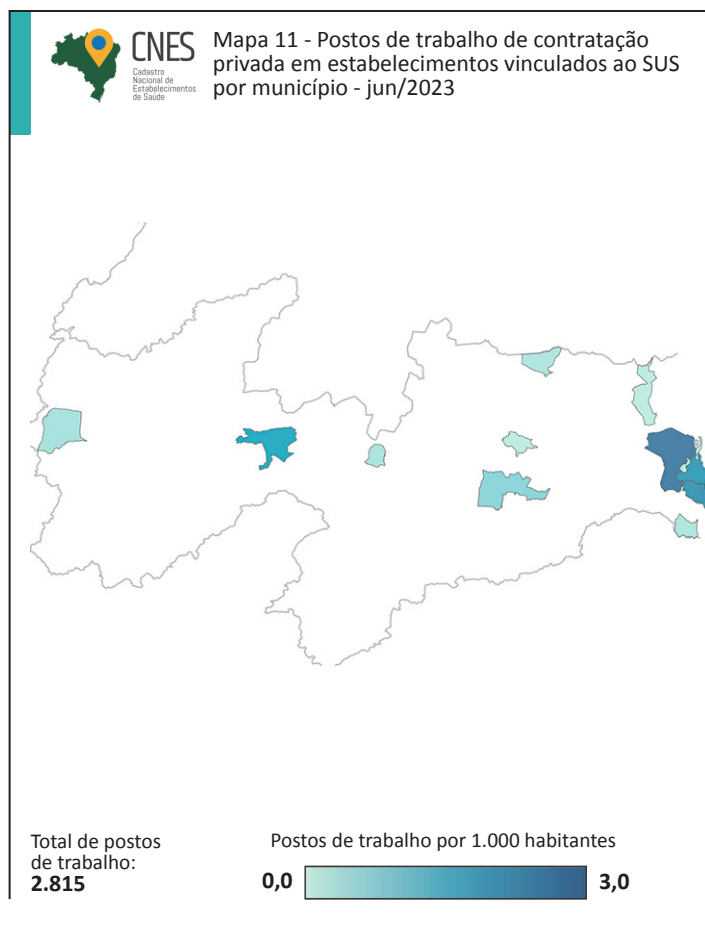 CNES
Cadastro
Nacional de
Estabelecimentos
de Saúde
Mapa 11 - Postos de trabalho de contratação
privada em estabelecimentos vinculados ao SUS
por município - jun/2023
Total de postos
de trabalho:
2.815
Postos de trabalho por 1.000 habitantes
0,0
3,0